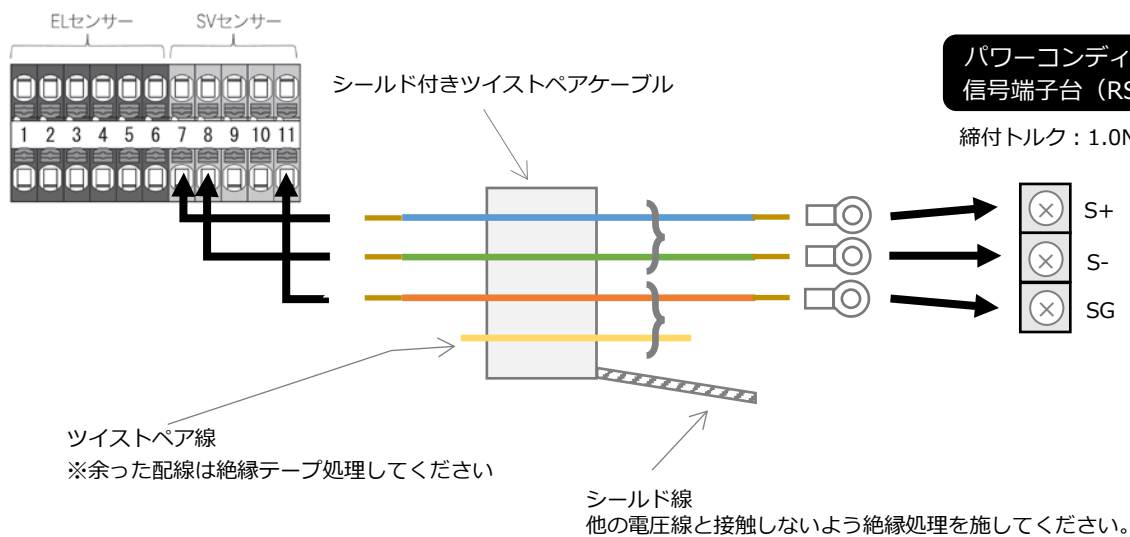 ELセンサー SVセンサー
1 2 3 4 5 6 7 8 9 10 11
シールド付きツイストペアケーブル
パワーコンディ
信号端子台（RS
締付トルク：1.0N
S+
S-
SG
ツイストペア線
※余った配線は絶縁テープ処理してください
シールド線
他の電圧線と接触しないよう絶縁処理を施してください。